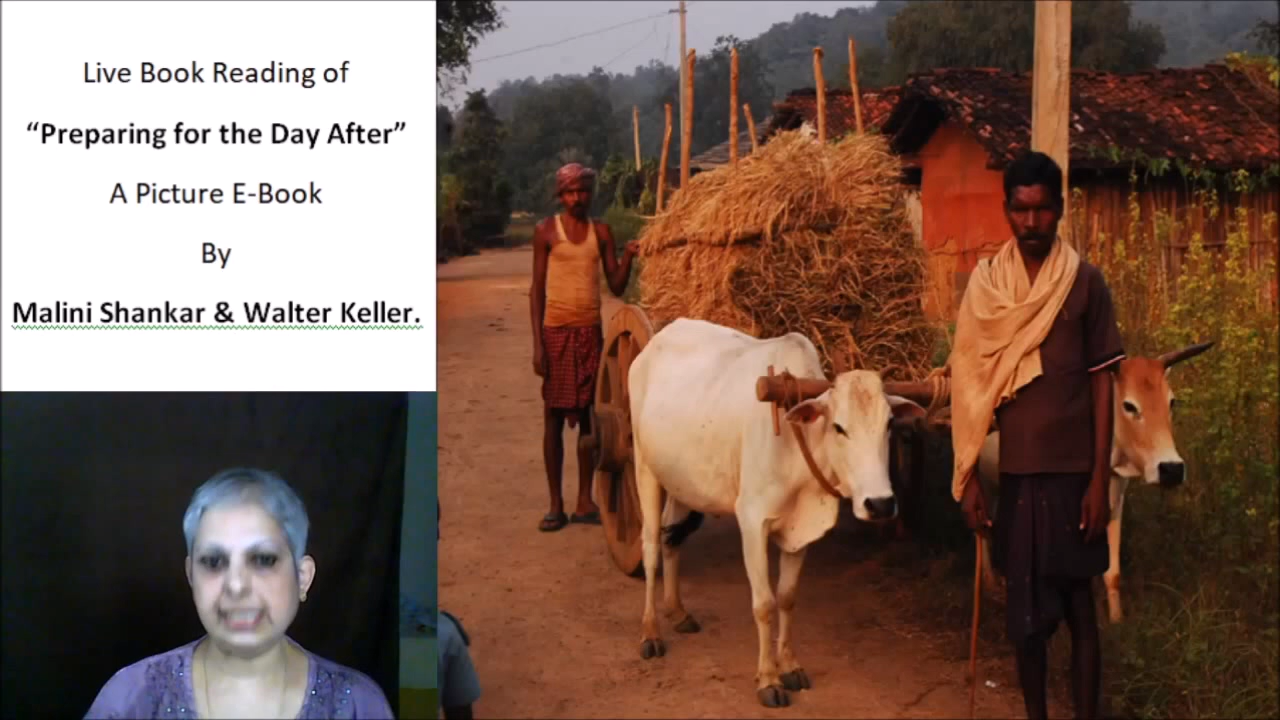 Live Book Reading of
“Preparing for the Day After”
A Picture E-Book
By
Malini Shankar & Walter Keller.